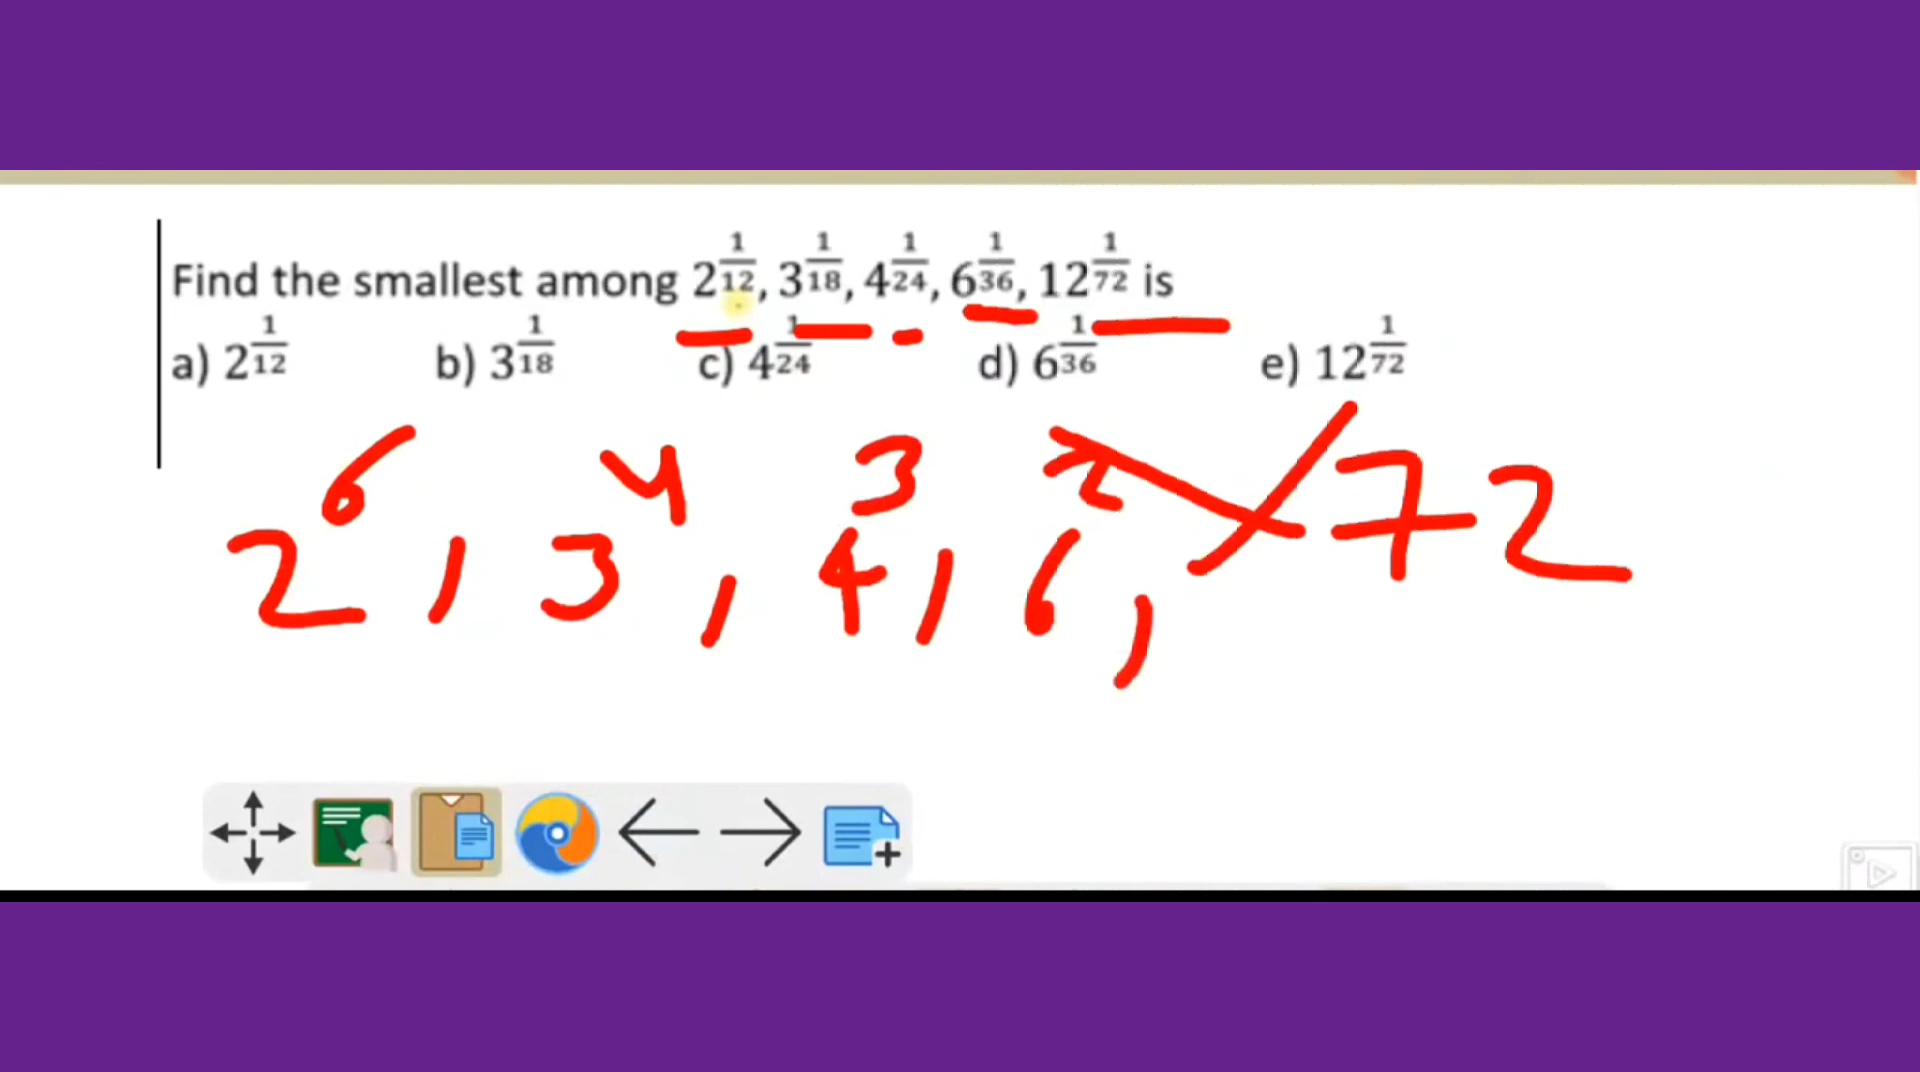 Find the smallest among 2^(1/12), 3^(1/18), 4^(1/24), 6^(1/36), 12^(1/72) is
a) 2^(1/12) b) 3^(1/18) c) 4^(1/24) d) 6^(1/36) e) 12^(1/72)
2^6, 3^4, 4^3, 6^2, 72